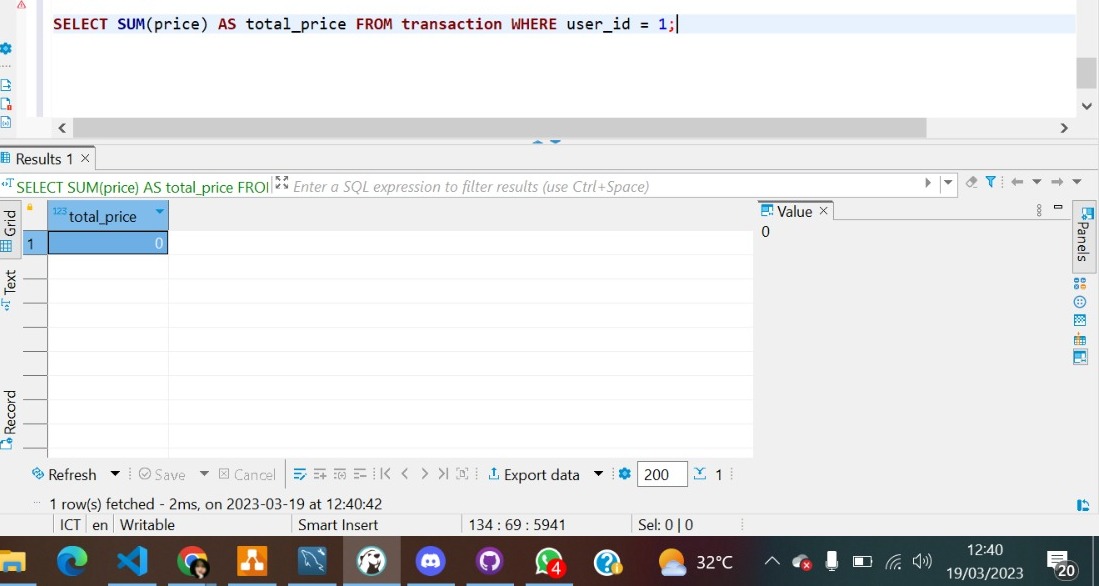 SELECT SUM(price) AS total_price FROM transaction WHERE user_id = 1;
Results 1
SELECT SUM(price) AS total_price FROI
Enter a SQL expression to filter results (use Ctrl+Space)
Grid
Text
Record
123 total_price
1 0
Value
0
Panels
Refresh Save Cancel Export data 200 1
1 row(s) fetched - 2ms, on 2023-03-19 at 12:40:42
ICT en Writable Smart Insert 134 : 69 : 5941 Sel: 0 | 0
4
32°C
12:40
19/03/2023
20